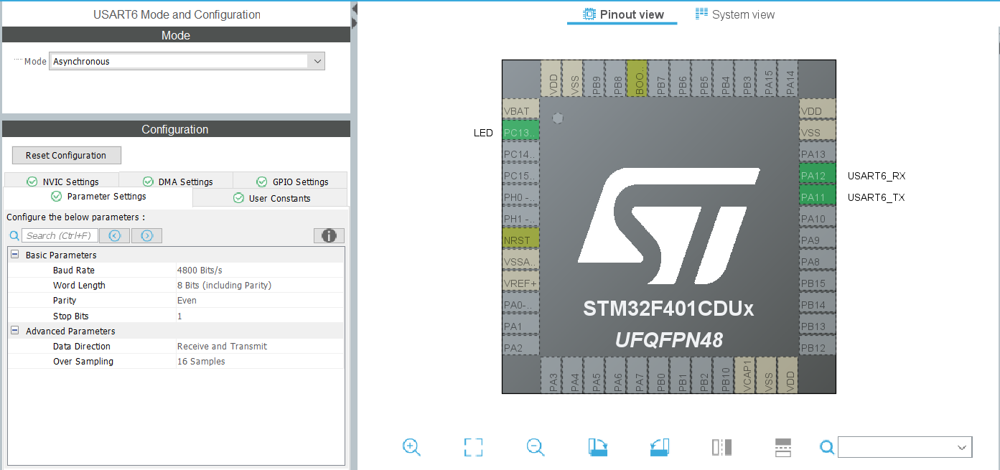 USART6 Mode and Configuration
Mode
Mode Asynchronous
Configuration
Reset Configuration
NVIC Settings DMA Settings GPIO Settings
Parameter Settings User Constants
Configure the below parameters :
Search (Ctrl+F)
Basic Parameters
Baud Rate 4800 Bits/s
Word Length 8 Bits (including Parity)
Parity Even
Stop Bits 1
Advanced Parameters
Data Direction Receive and Transmit
Over Sampling 16 Samples
Pinout view System view
VDD VSS PB9 PB8 BOO.. PB7 PB6 PB5 PB4 PB3 PA15 PA14
VBAT
LED PC13..
PC14..
PC15..
PH0 -..
PH1 -..
NRST
VSSA..
VREF+
PA0-..
PA1
PA2
VDD
VSS
PA13
PA12 USART6_RX
PA11 USART6_TX
PA10
PA9
PA8
PB15
PB14
PB13
PB12
ST
STM32F401CDUx
UFQFPN48
PA3 PA4 PA5 PA6 PA7 PB0 PB1 PB2 PB10 VCAP1 VSS VDD